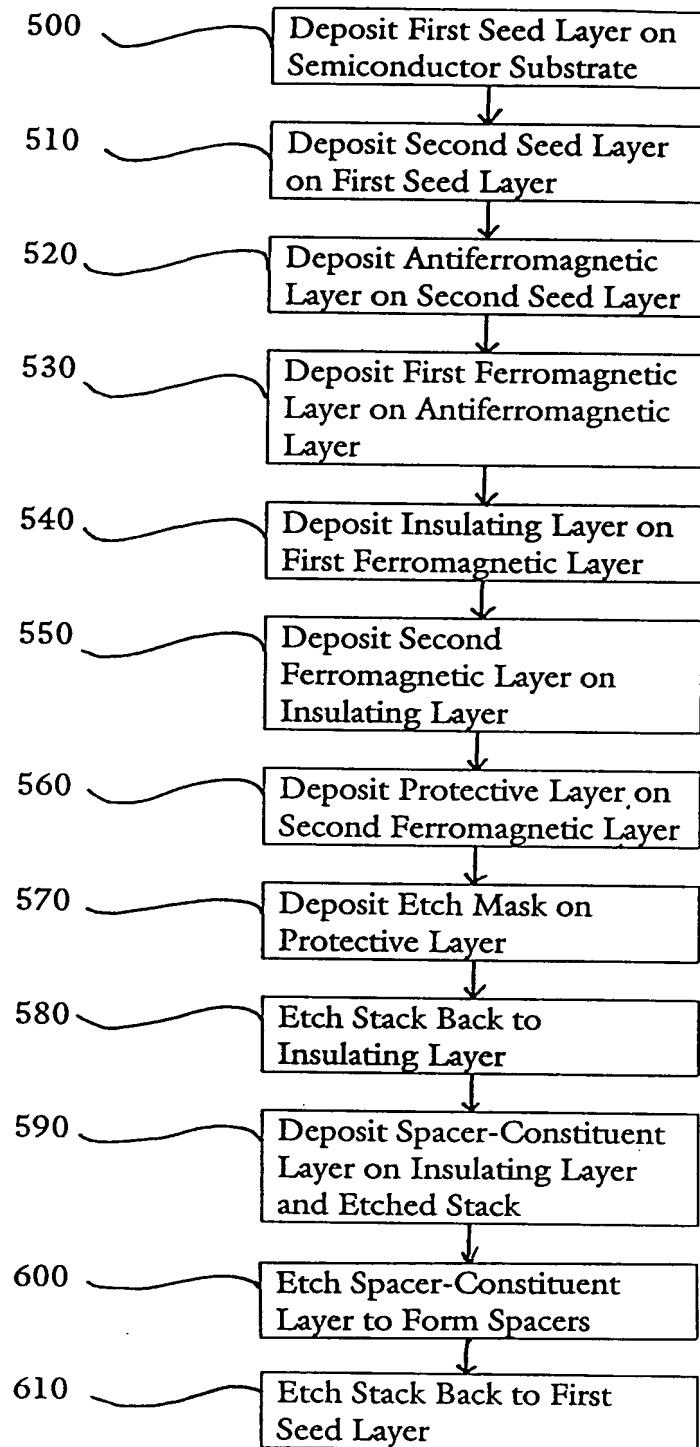 500
Deposit First Seed Layer on
Semiconductor Substrate
510
Deposit Second Seed Layer
on First Seed Layer
520
Deposit Antiferromagnetic
Layer on Second Seed Layer
530
Deposit First Ferromagnetic
Layer on Antiferromagnetic
Layer
540
Deposit Insulating Layer on
First Ferromagnetic Layer
550
Deposit Second
Ferromagnetic Layer on
Insulating Layer
560
Deposit Protective Layer on
Second Ferromagnetic Layer
570
Deposit Etch Mask on
Protective Layer
580
Etch Stack Back to
Insulating Layer
590
Deposit Spacer-Constituent
Layer on Insulating Layer
and Etched Stack
600
Etch Spacer-Constituent
Layer to Form Spacers
610
Etch Stack Back to First
Seed Layer